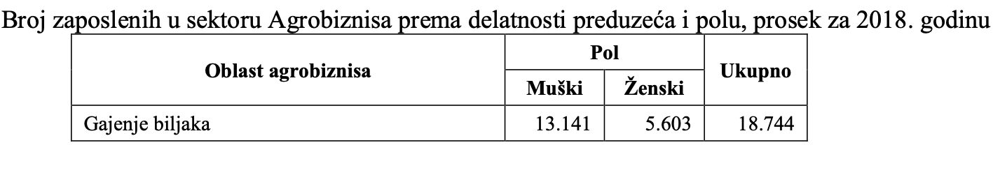 Broj zaposlenih u sektoru Agrobiznisa prema delatnosti preduzeća i polu, prosek za 2018. godinu
Oblast agrobiznisa Pol Ukupno
Muški Ženski
Gajenje biljaka 13.141 5.603 18.744